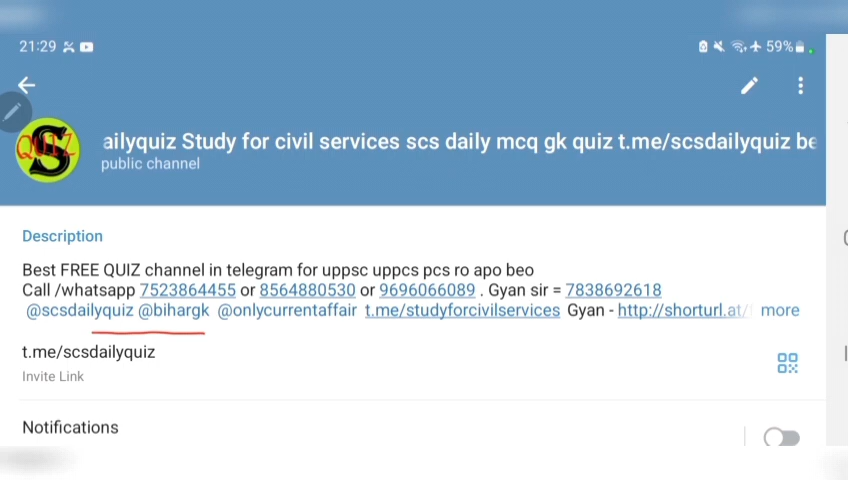 21:29
59%
QUIZ S
ailyquiz Study for civil services scs daily mcq gk quiz t.me/scsdailyquiz be
public channel
Description
Best FREE QUIZ channel in telegram for uppsc uppcs pcs ro apo beo
Call /whatsapp 7523864455 or 8564880530 or 9696066089 . Gyan sir = 7838692618
@scsdailyquiz @bihargk @onlycurrentaffair t.me/studyforcivilservices Gyan - http://shorturl.at/ more
t.me/scsdailyquiz
Invite Link
Notifications